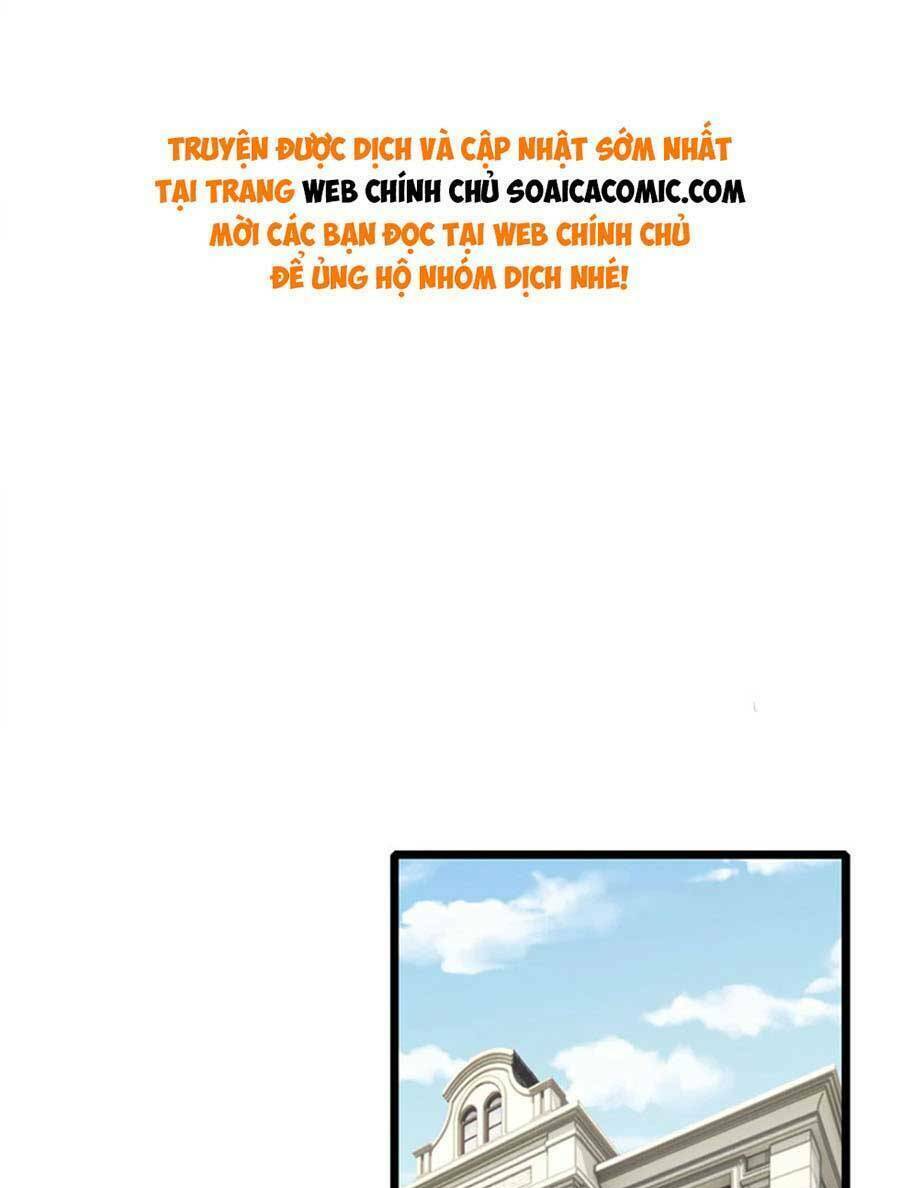 TRUYỆN ĐƯỢC DỊCH VÀ CẬP NHẬT SỚM NHẤT
TẠI TRANG WEB CHÍNH CHỦ SOAICACOMIC.COM
MỜI CÁC BẠN ĐỌC TẠI WEB CHÍNH CHỦ
ĐỂ ỦNG HỘ NHÓM DỊCH NHÉ!